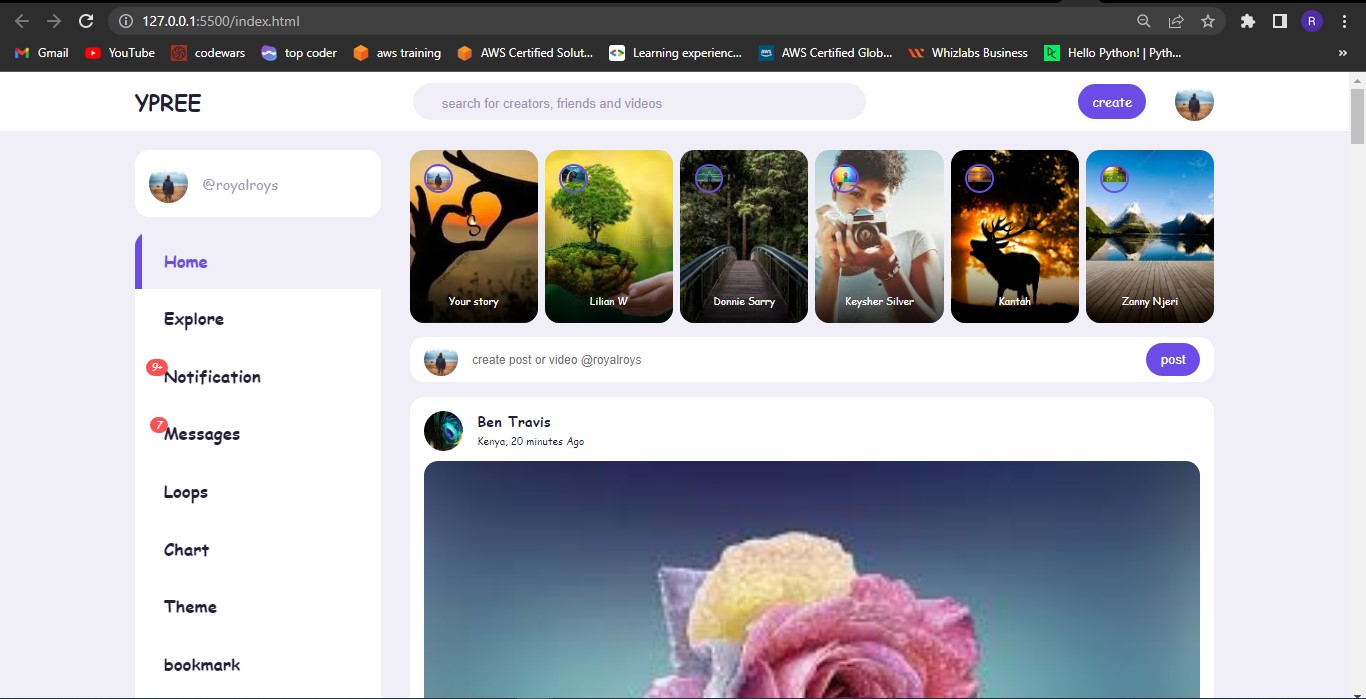 127.0.0.1:5500/index.html
R
Gmail YouTube codewars top coder aws training AWS Certified Solut... Learning experienc... AWS Certified Glob... Whizlabs Business Hello Python! | Pyth... »
YPREE
search for creators, friends and videos
create
@royalroys
Home
Explore
9+
Notification
7
Messages
Loops
Chart
Theme
bookmark
Your story
Lilian W
Donnie Sarry
Keysher Silver
Kantah
Zanny Njeri
create post or video @royalroys
post
Ben Travis
Kenya, 20 minutes Ago